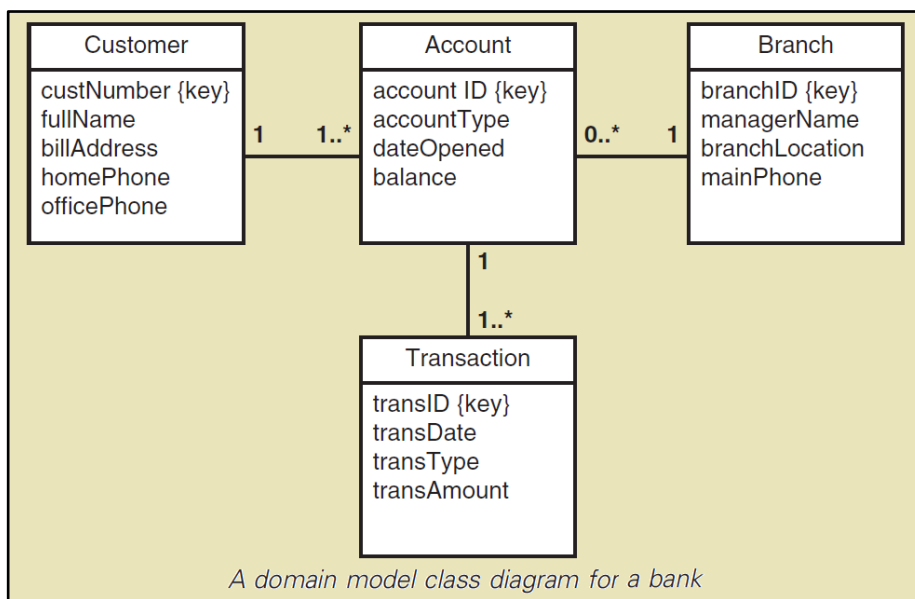 Customer
custNumber {key}
fullName
billAddress
homePhone
officePhone
1
1..*
Account
account ID {key}
accountType
dateOpened
balance
0..*
1
Branch
branchID {key}
managerName
branchLocation
mainPhone
1
1..*
Transaction
transID {key}
transDate
transType
transAmount
A domain model class diagram for a bank